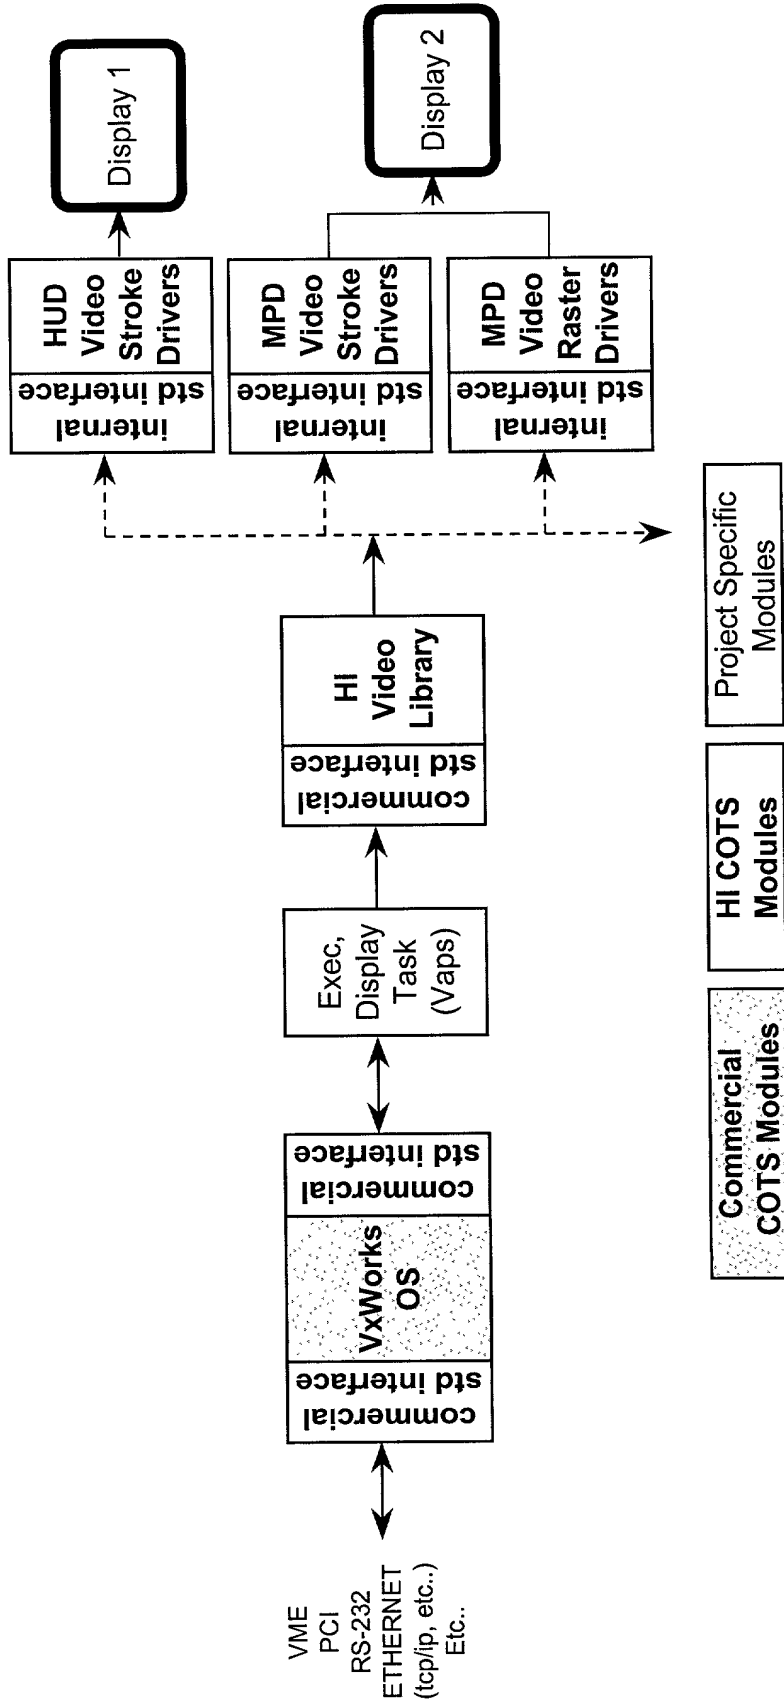 VME
PCI
RS-232
ETHERNET
(tcp/ip, etc..)
Etc..
commercial
std interface
VxWorks
OS
commercial
std interface
Exec,
Display
Task
(Vaps)
commercial
std interface
HI
Video
Library
internal
std interface
HUD
Video
Stroke
Drivers
Display 1
internal
std interface
MPD
Video
Stroke
Drivers
internal
std interface
MPD
Video
Raster
Drivers
Display 2
Commercial
COTS Modules
HI COTS
Modules
Project Specific
Modules